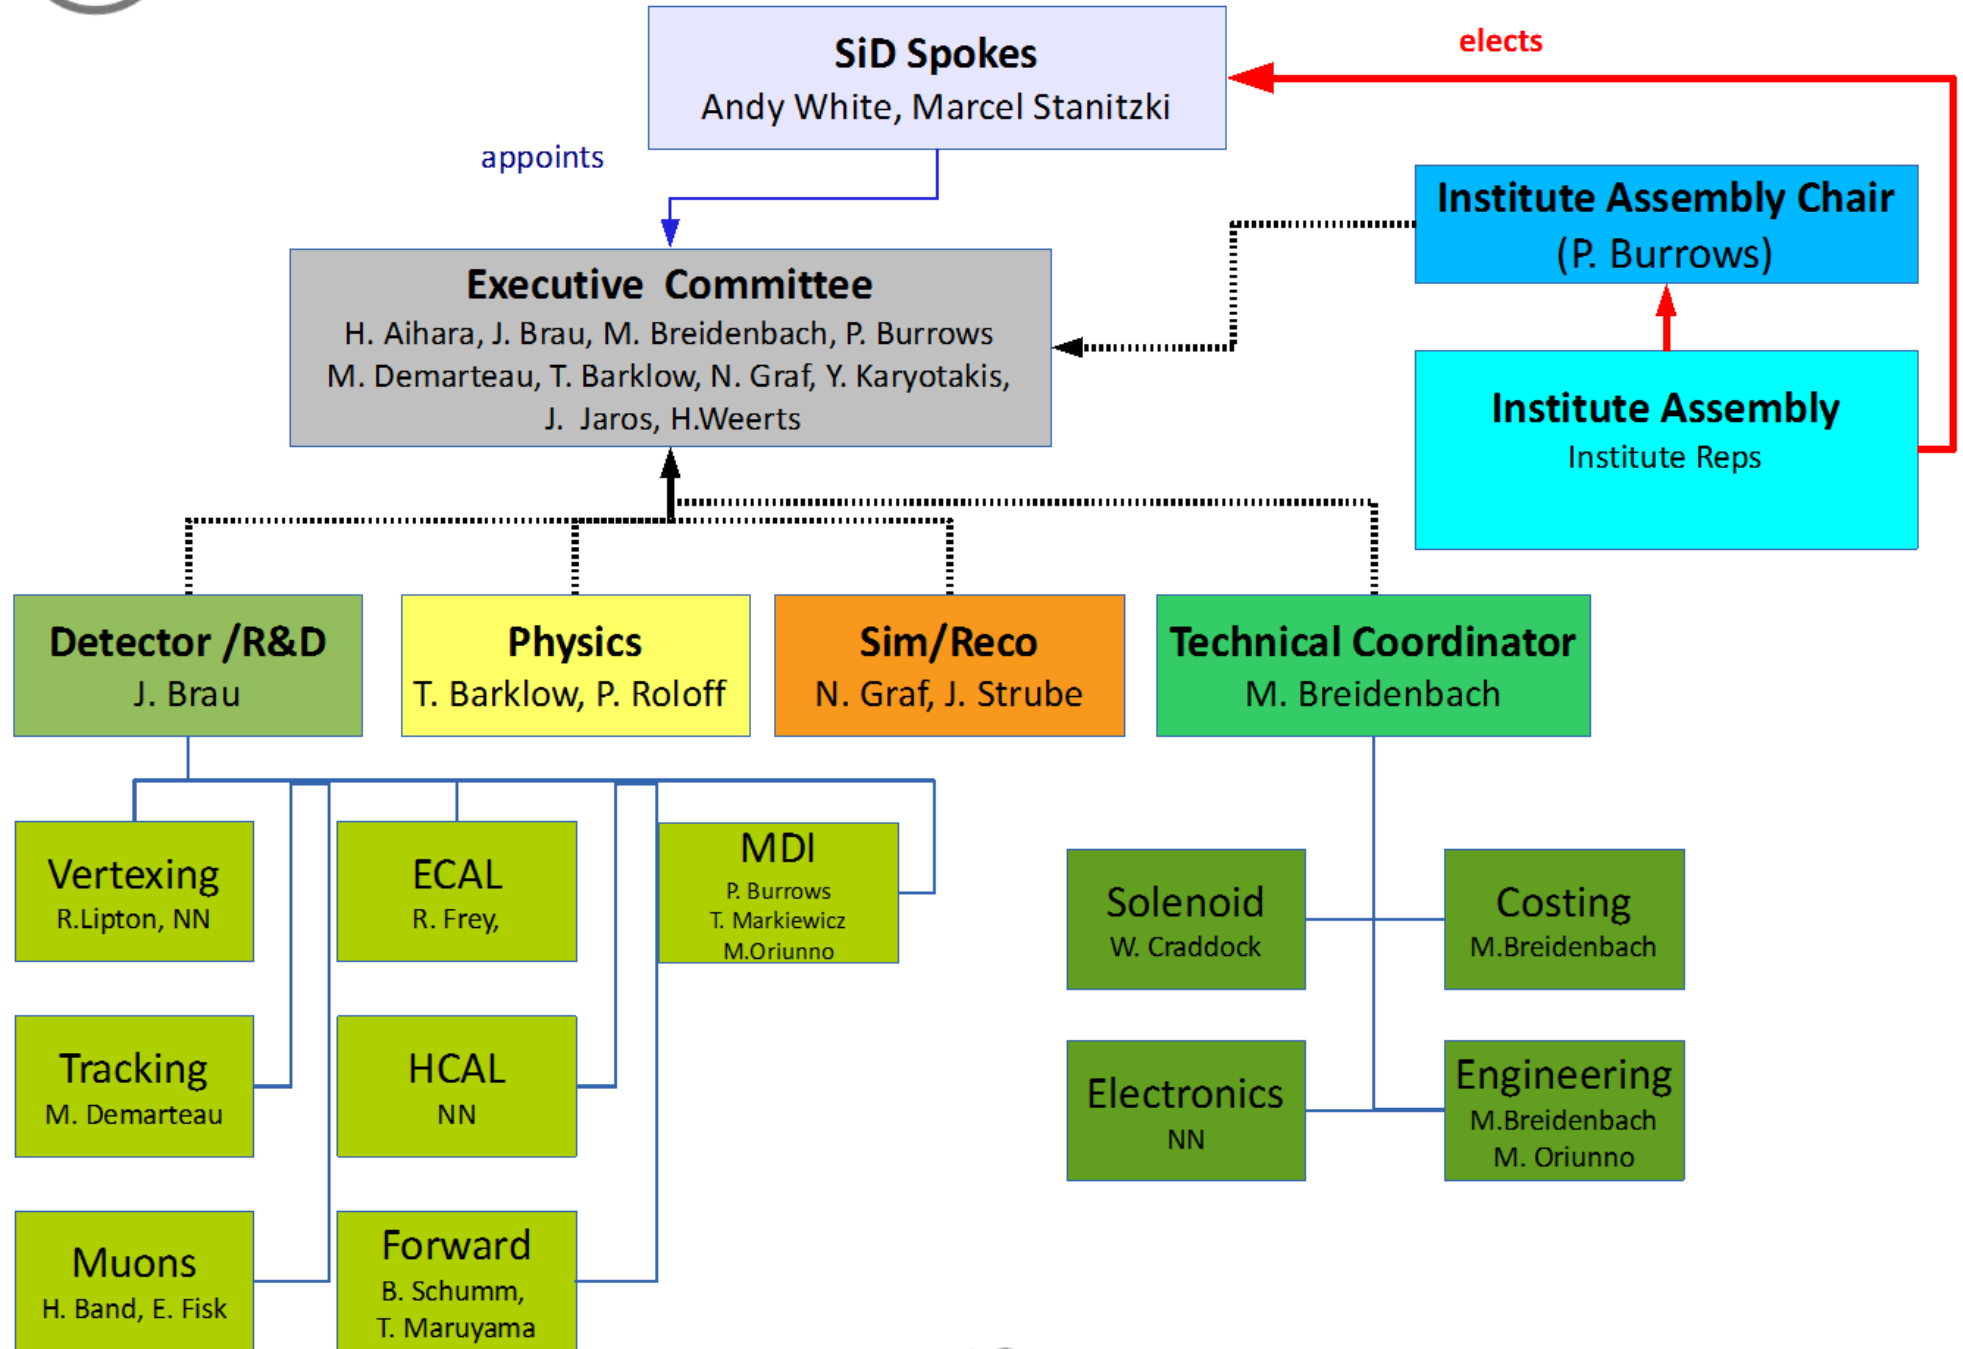 elects
SiD Spokes
Andy White, Marcel Stanitzki
appoints
Institute Assembly Chair
(P. Burrows)
Executive  Committee
H. Aihara, J. Brau, M. Breidenbach, P. Burrows
M. Demarteau, T. Barklow, N. Graf, Y. Karyotakis,
J.  Jaros, H.Weerts
Institute Assembly
Institute Reps
Detector /R&D
J. Brau
Physics
T. Barklow, P. Roloff
Sim/Reco
N. Graf, J. Strube
Technical Coordinator
M. Breidenbach
Vertexing
R.Lipton, NN
ECAL
R. Frey,
MDI
P. Burrows
T. Markiewicz
M.Oriunno
Solenoid
W. Craddock
Costing
M.Breidenbach
Tracking
M. Demarteau
HCAL
NN
Electronics
NN
Engineering
M.Breidenbach
M. Oriunno
Muons
H. Band, E. Fisk
Forward
B. Schumm,
T. Maruyama